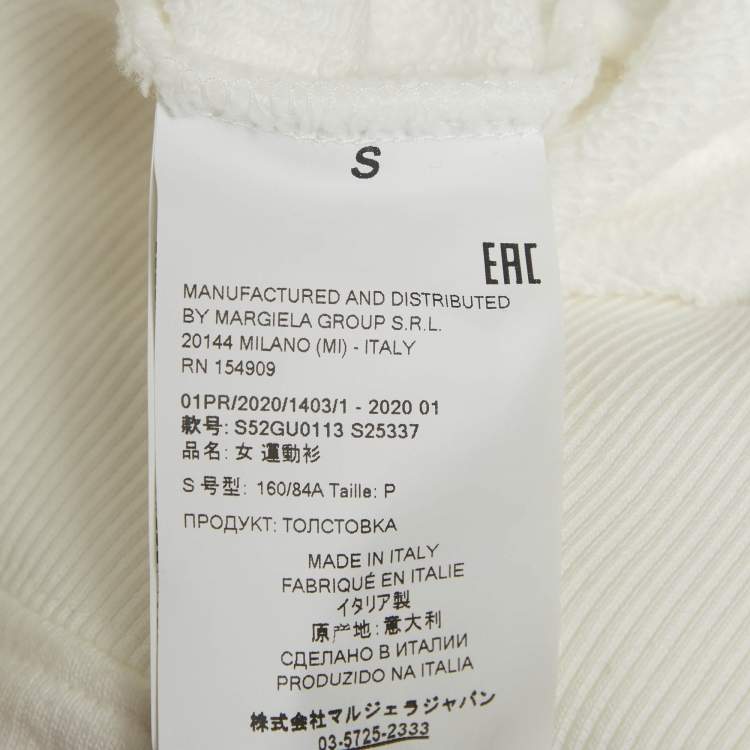 S
EAC
MANUFACTURED AND DISTRIBUTED
BY MARGIELA GROUP S.R.L.
20144 MILANO (MI) - ITALY
RN 154909
01PR/2020/1403/1 - 2020 01
款号: S52GU0113 S25337
品名: 女 運動衫
S 号型: 160/84A Taille: P
ПРОДУКТ: ТОЛСТОВКА
MADE IN ITALY
FABRIQUÉ EN ITALIE
イタリア製
原产地:意大利
СДЕЛАНО В ИТАЛИИ
PRODUZIDO NA ITALIA
株式会社マルジェラジャパン
03-5725-2333